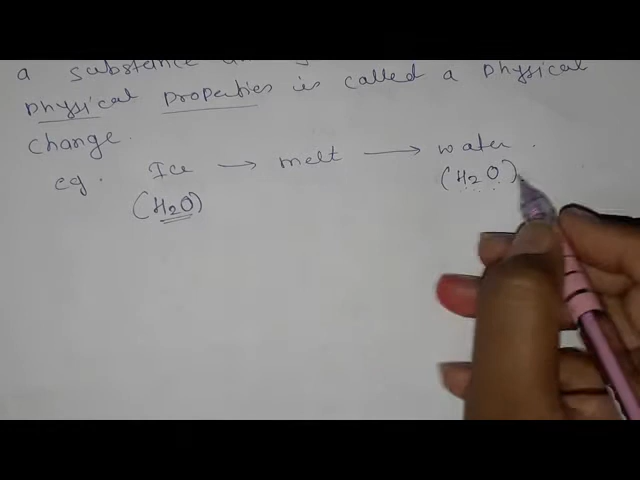 a substance
physical properties is called a physical
change.
eg. Ice → melt → water.
(H2O) (H2O)